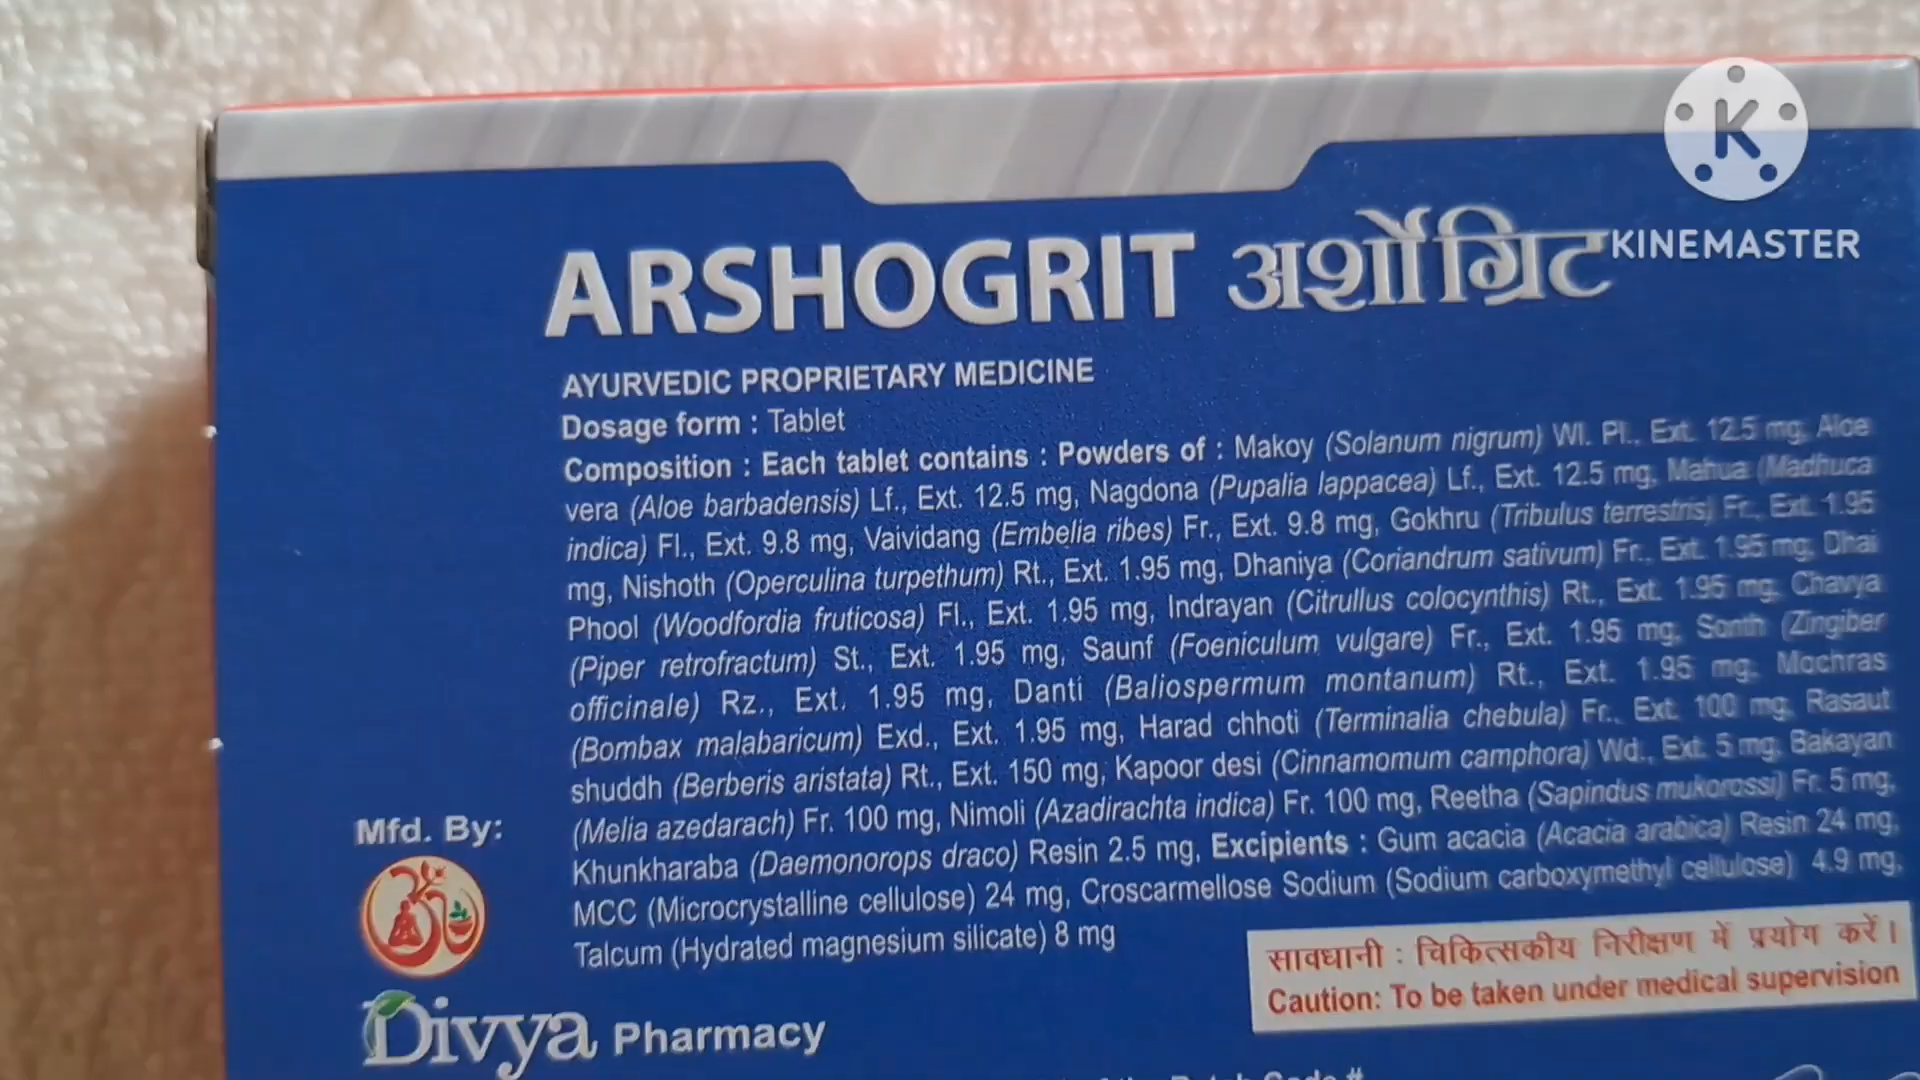 ARSHOGRIT अर्शोग्रिट
KINEMASTER
AYURVEDIC PROPRIETARY MEDICINE
Dosage form : Tablet
Composition : Each tablet contains : Powders of : Makoy (Solanum nigrum) Wl. Pl., Ext. 12.5 mg, Aloe
vera (Aloe barbadensis) Lf., Ext. 12.5 mg, Nagdona (Pupalia lappacea) Lf., Ext. 12.5 mg, Mahua (Madhuca
indica) Fl., Ext. 9.8 mg, Vaividang (Embelia ribes) Fr., Ext. 9.8 mg, Gokhru (Tribulus terrestris) Fr., Ext. 1.95
mg, Nishoth (Operculina turpethum) Rt., Ext. 1.95 mg, Dhaniya (Coriandrum sativum) Fr., Ext. 1.95 mg, Dhai
Phool (Woodfordia fruticosa) Fl., Ext. 1.95 mg, Indrayan (Citrullus colocynthis) Rt., Ext. 1.95 mg, Chavya
(Piper retrofractum) St., Ext. 1.95 mg, Saunf (Foeniculum vulgare) Fr., Ext. 1.95 mg, Sonth (Zingiber
officinale) Rz., Ext. 1.95 mg, Danti (Baliospermum montanum) Rt., Ext. 1.95 mg, Mochras
(Bombax malabaricum) Exd., Ext. 1.95 mg, Harad chhoti (Terminalia chebula) Fr., Ext. 100 mg, Rasaut
shuddh (Berberis aristata) Rt., Ext. 150 mg, Kapoor desi (Cinnamomum camphora) Wd., Ext. 5 mg, Bakayan
(Melia azedarach) Fr. 100 mg, Nimoli (Azadirachta indica) Fr. 100 mg, Reetha (Sapindus mukorossi) Fr. 5 mg,
Khunkharaba (Daemonorops draco) Resin 2.5 mg, Excipients : Gum acacia (Acacia arabica) Resin 24 mg,
MCC (Microcrystalline cellulose) 24 mg, Croscarmellose Sodium (Sodium carboxymethyl cellulose) 4.9 mg,
Talcum (Hydrated magnesium silicate) 8 mg
सावधानी : चिकित्सकीय निरीक्षण में प्रयोग करें।
Caution: To be taken under medical supervision
Mfd. By:
Divya Pharmacy